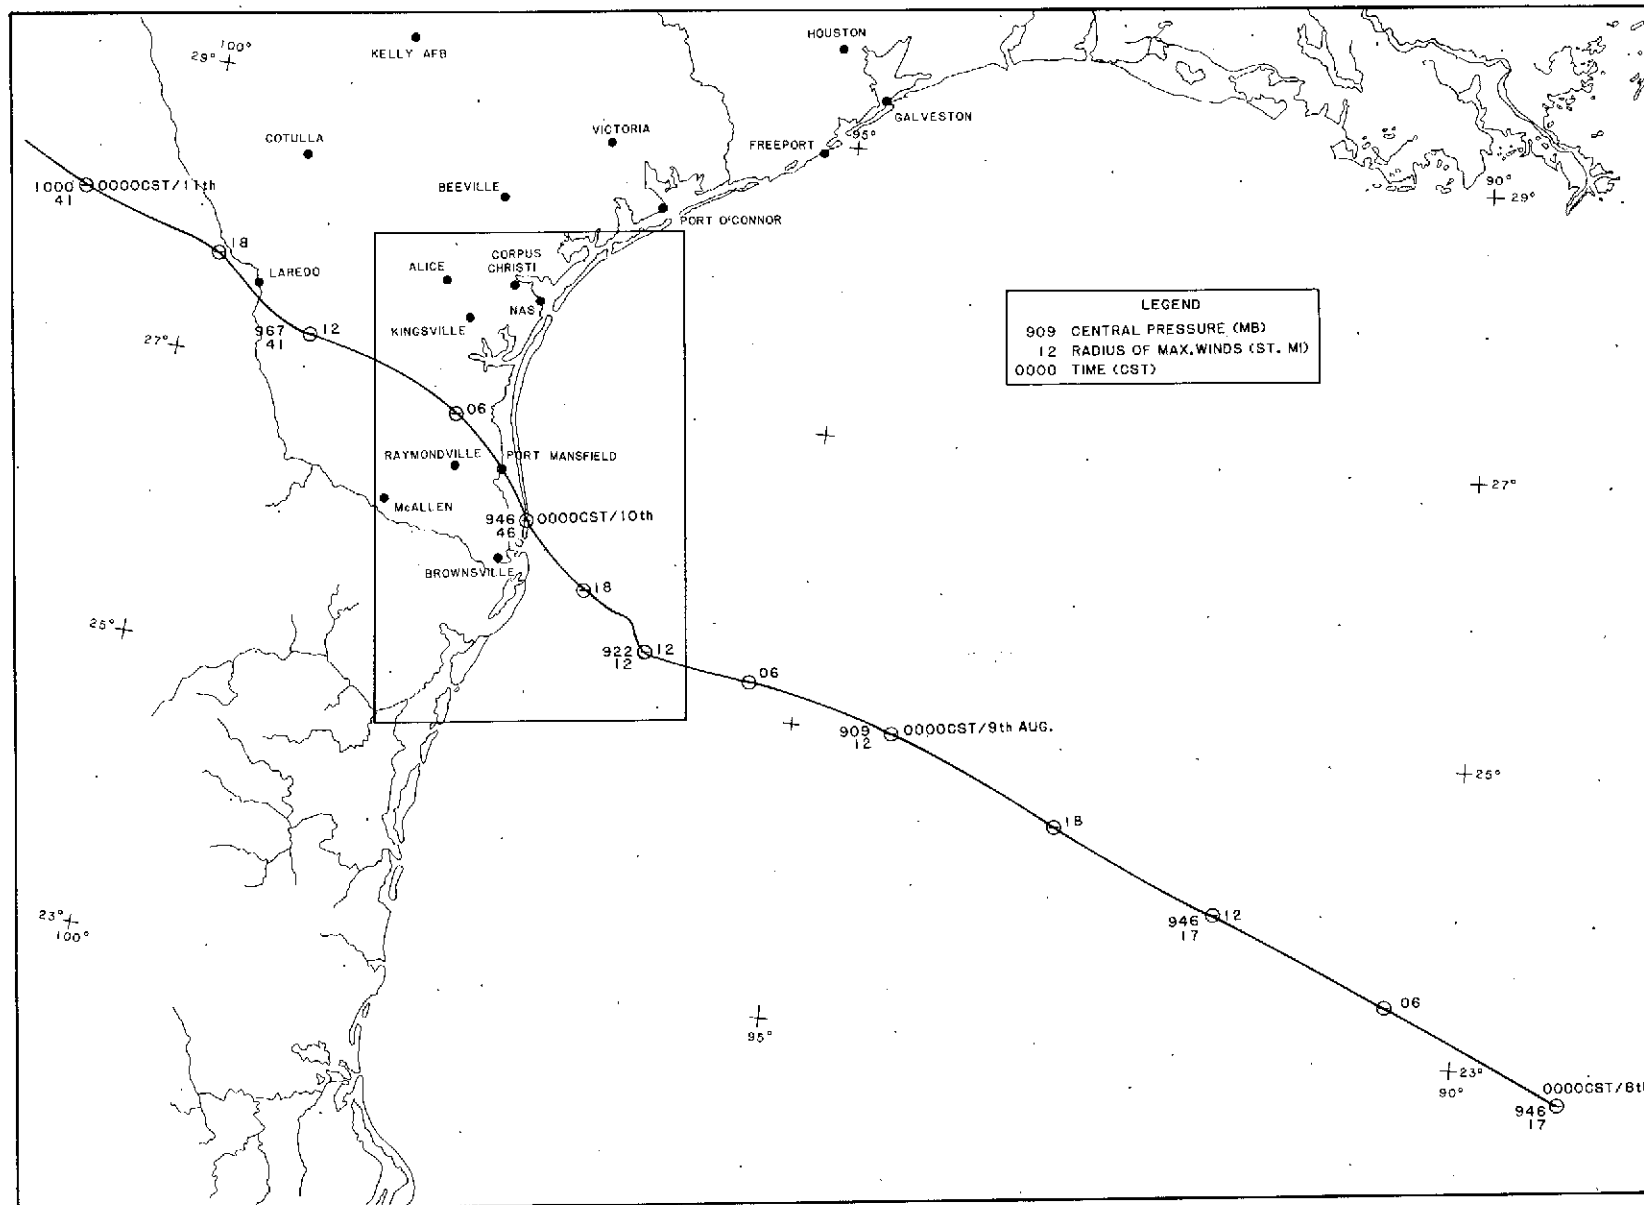 100°
29°
KELLY AFB
HOUSTON
GALVESTON
COTULLA
VICTORIA
FREEPORT
95°
1000 0000CST/11th
41
BEEVILLE
90°
29°
PORT O'CONNOR
18
LAREDO
ALICE
CORPUS
CHRISTI
NAS
KINGSVILLE
LEGEND
909 CENTRAL PRESSURE (MB)
12 RADIUS OF MAX. WINDS (ST. MI)
0000 TIME (CST)
967 12
41
27°
06
RAYMONDVILLE
PORT MANSFIELD
27°
McALLEN
946 0000CST/10th
46
BROWNSVILLE
18
25°
922 12
12
06
909 0000CST/9th AUG.
12
25°
18
23°
100°
946 12
17
06
95°
23°
90°
0000CST/8th
946
17